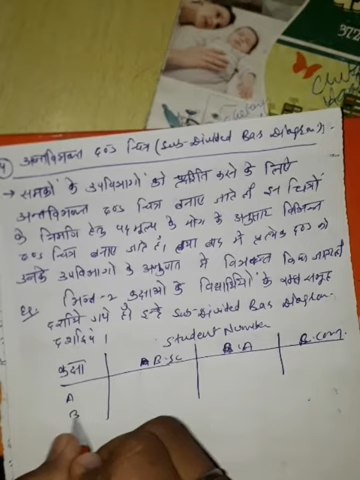 अन्तर्विभक्त दण्ड चित्र (Sub-Divided Bar Diagram):-
→ समंकों के उपविभागों को प्रदर्शित करने के लिए
अन्तर्विभक्त दण्ड चित्र बनाए जाते हैं। इन चित्रों
के निर्माण हेतु पद मूल्य के योग के अनुसार विभिन्न
दण्ड चित्र बनाए जाते हैं। तथा बाद में प्रत्येक दण्ड को
उनके उपविभागों के अनुपात में विभक्त किया जाता है।
Ex: भिन्न-2 कक्षाओं के विद्यार्थियों के समूह
दर्शाये गये हैं। इन्हें Sub-Divided Bar Diagram
दर्शाइये।
Student Number
कक्षा B.SC B.A B.Com
A
B